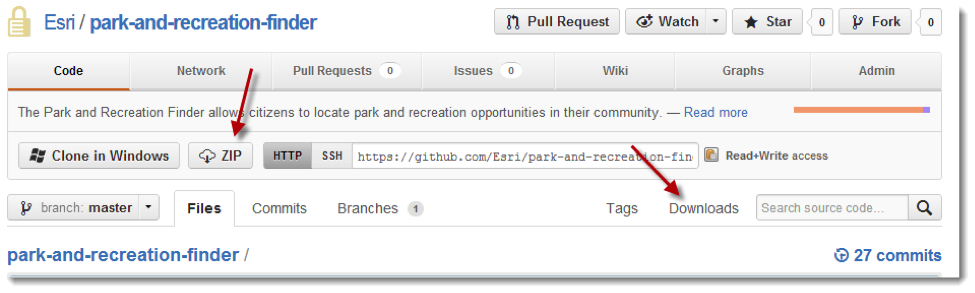 Esri / park-and-recreation-finder Pull Request Watch Star 0 Fork 0
Code Network Pull Requests 0 Issues 0 Wiki Graphs Admin
The Park and Recreation Finder allows citizens to locate park and recreation opportunities in their community. — Read more
Clone in Windows ZIP HTTP SSH https://github.com/Esri/park-and-recreation-fin Read+Write access
branch: master Files Commits Branches 1 Tags Downloads Search source code...
park-and-recreation-finder / 27 commits